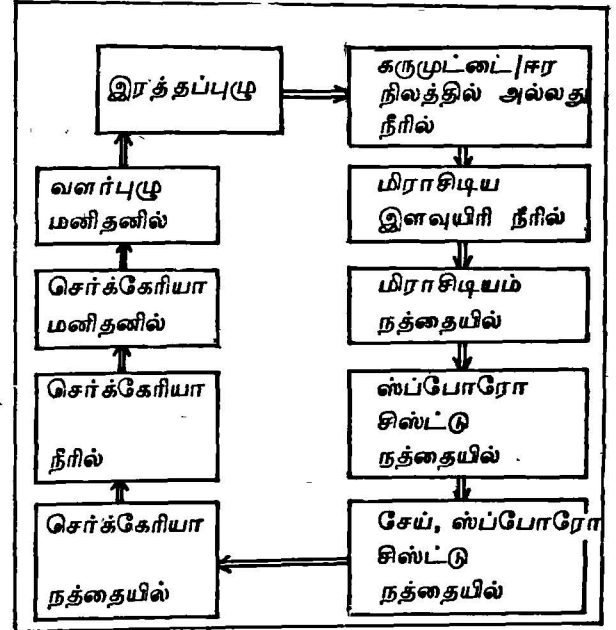 இரத்தப்புழு
கருமுட்டை/ஈர
நிலத்தில் அல்லது
நீரில்
மிராசிடிய
இளவுயிரி நீரில்
மிராசிடியம்
நத்தையில்
ஸ்ப்போரோ
சிஸ்ட்டு
நத்தையில்
சேய், ஸ்ப்போரோ
சிஸ்ட்டு
நத்தையில்
செர்க்கேரியா
நத்தையில்
செர்க்கேரியா
நீரில்
செர்க்கேரியா
மனிதனில்
வளர்புழு
மனிதனில்